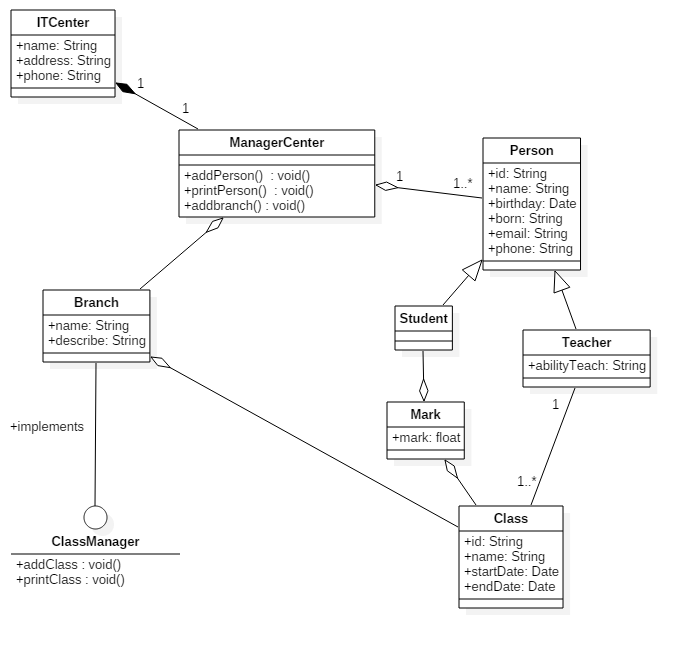 ITCenter
+name: String
+address: String
+phone: String
1
1
ManagerCenter
+addPerson()  : void()
+printPerson()  : void()
+addbranch() : void()
1
1..*
Person
+id: String
+name: String
+birthday: Date
+born: String
+email: String
+phone: String
Branch
+name: String
+describe: String
Student
Teacher
+abilityTeach: String
+implements
Mark
+mark: float
1
1..*
Class
+id: String
+name: String
+startDate: Date
+endDate: Date
ClassManager
+addClass : void()
+printClass : void()